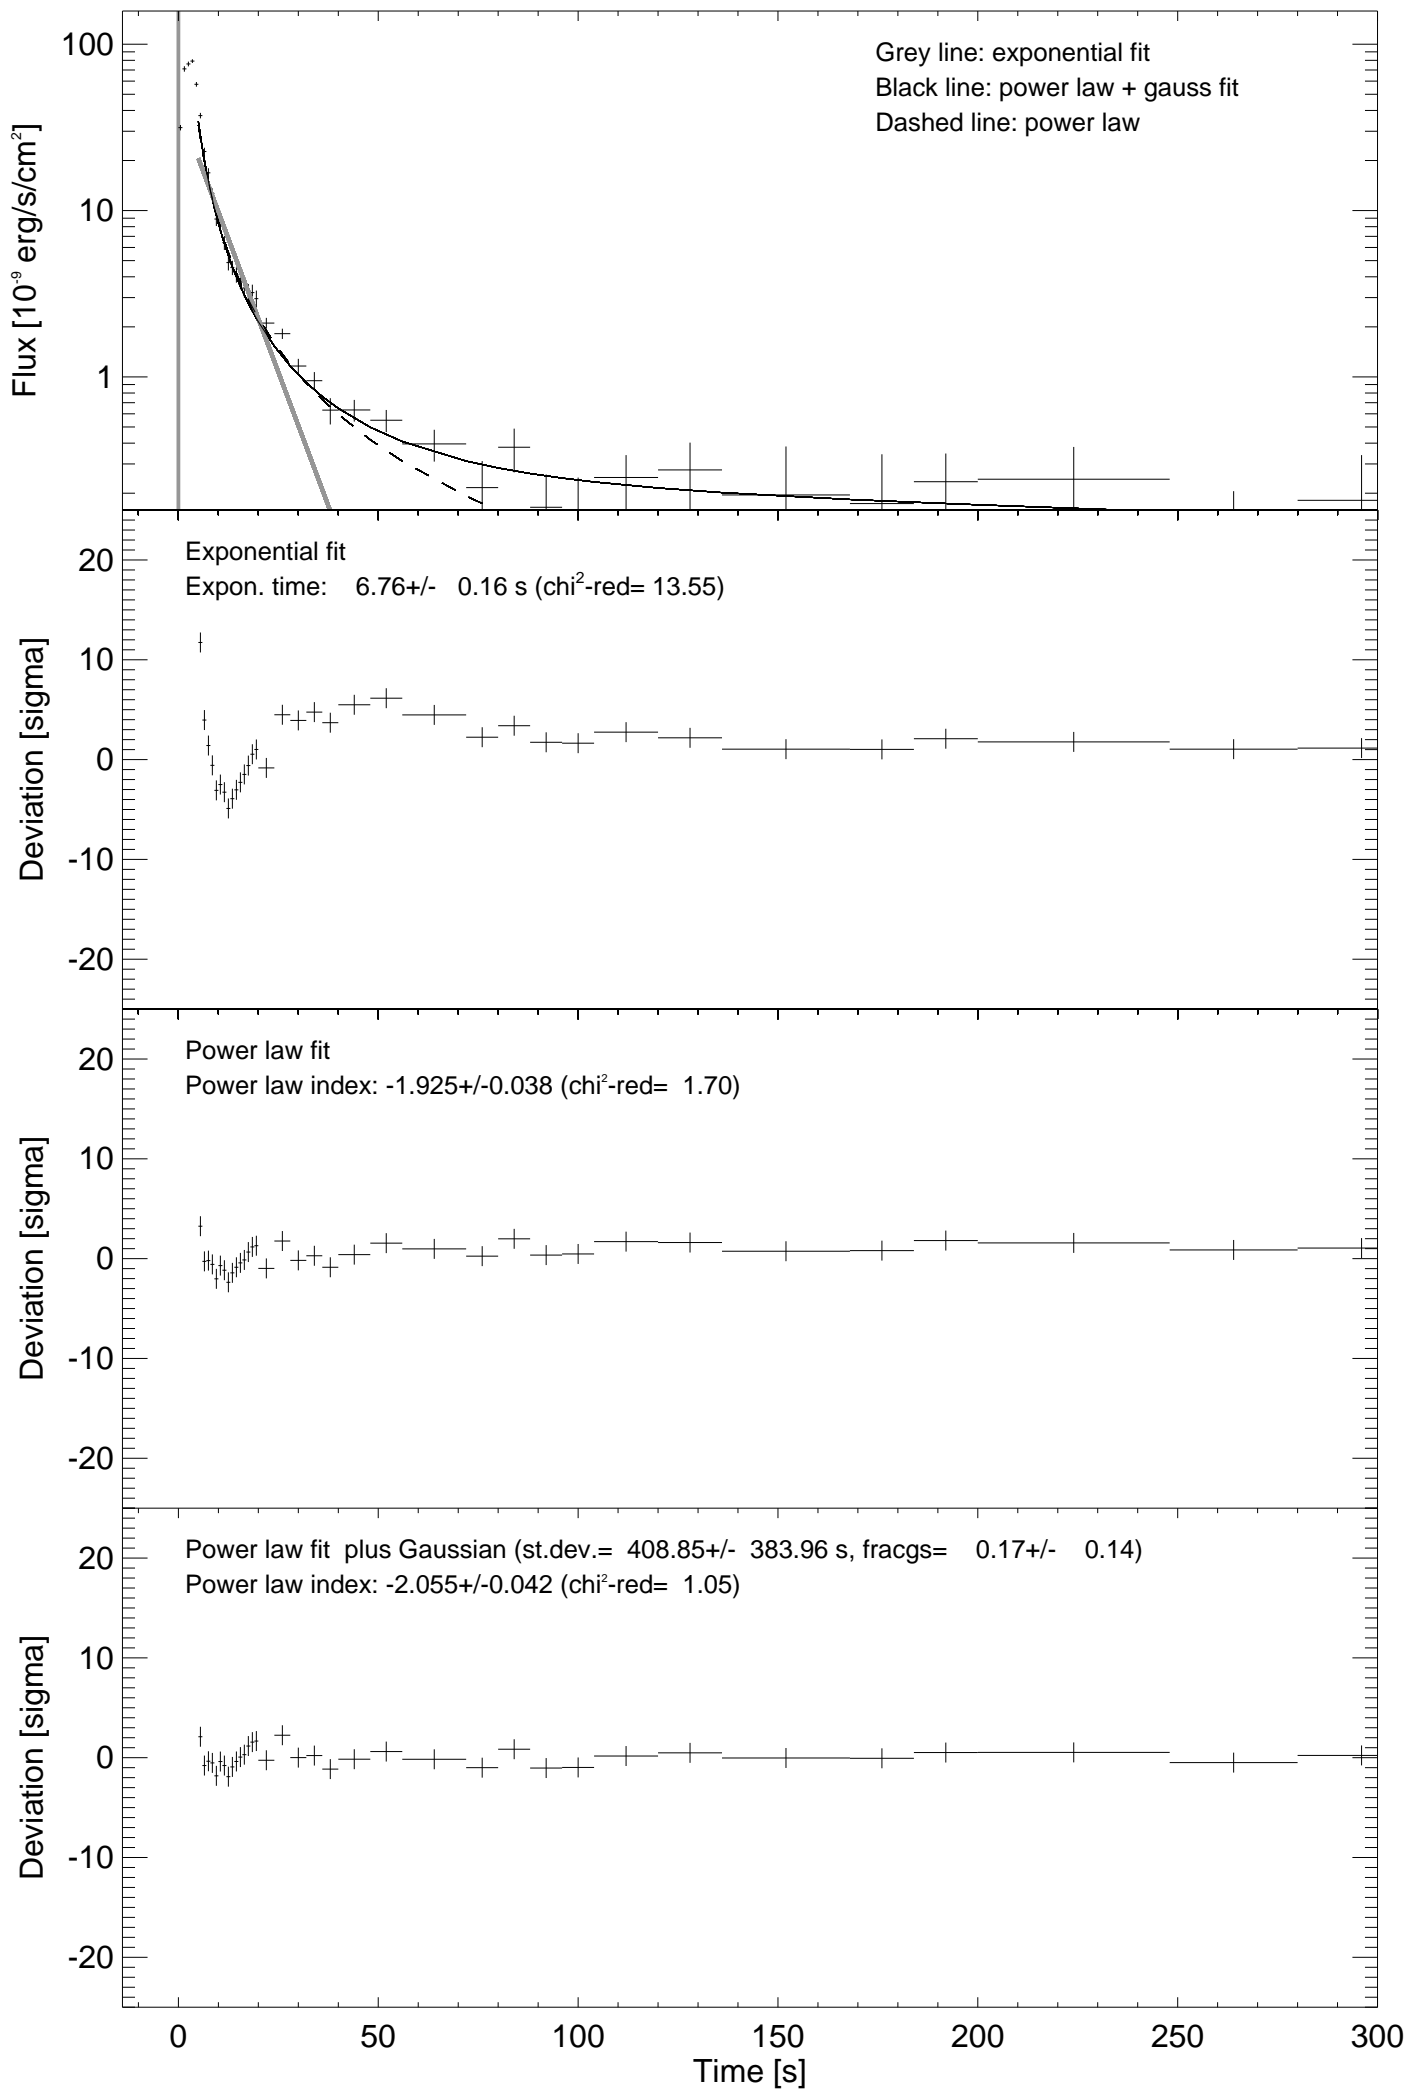 Grey line: exponential fit
Black line: power law + gauss fit
Dashed line: power law
100
10
1
Flux [10⁻⁹ erg/s/cm²]
Exponential fit
Expon. time: 6.76+/- 0.16 s (chi²-red= 13.55)
20
10
0
-10
-20
Deviation [sigma]
Power law fit
Power law index: -1.925+/-0.038 (chi²-red= 1.70)
20
10
0
-10
-20
Deviation [sigma]
Power law fit plus Gaussian (st.dev.= 408.85+/- 383.96 s, fracgs= 0.17+/- 0.14)
Power law index: -2.055+/-0.042 (chi²-red= 1.05)
20
10
0
-10
-20
Deviation [sigma]
0 50 100 150 200 250 300
Time [s]